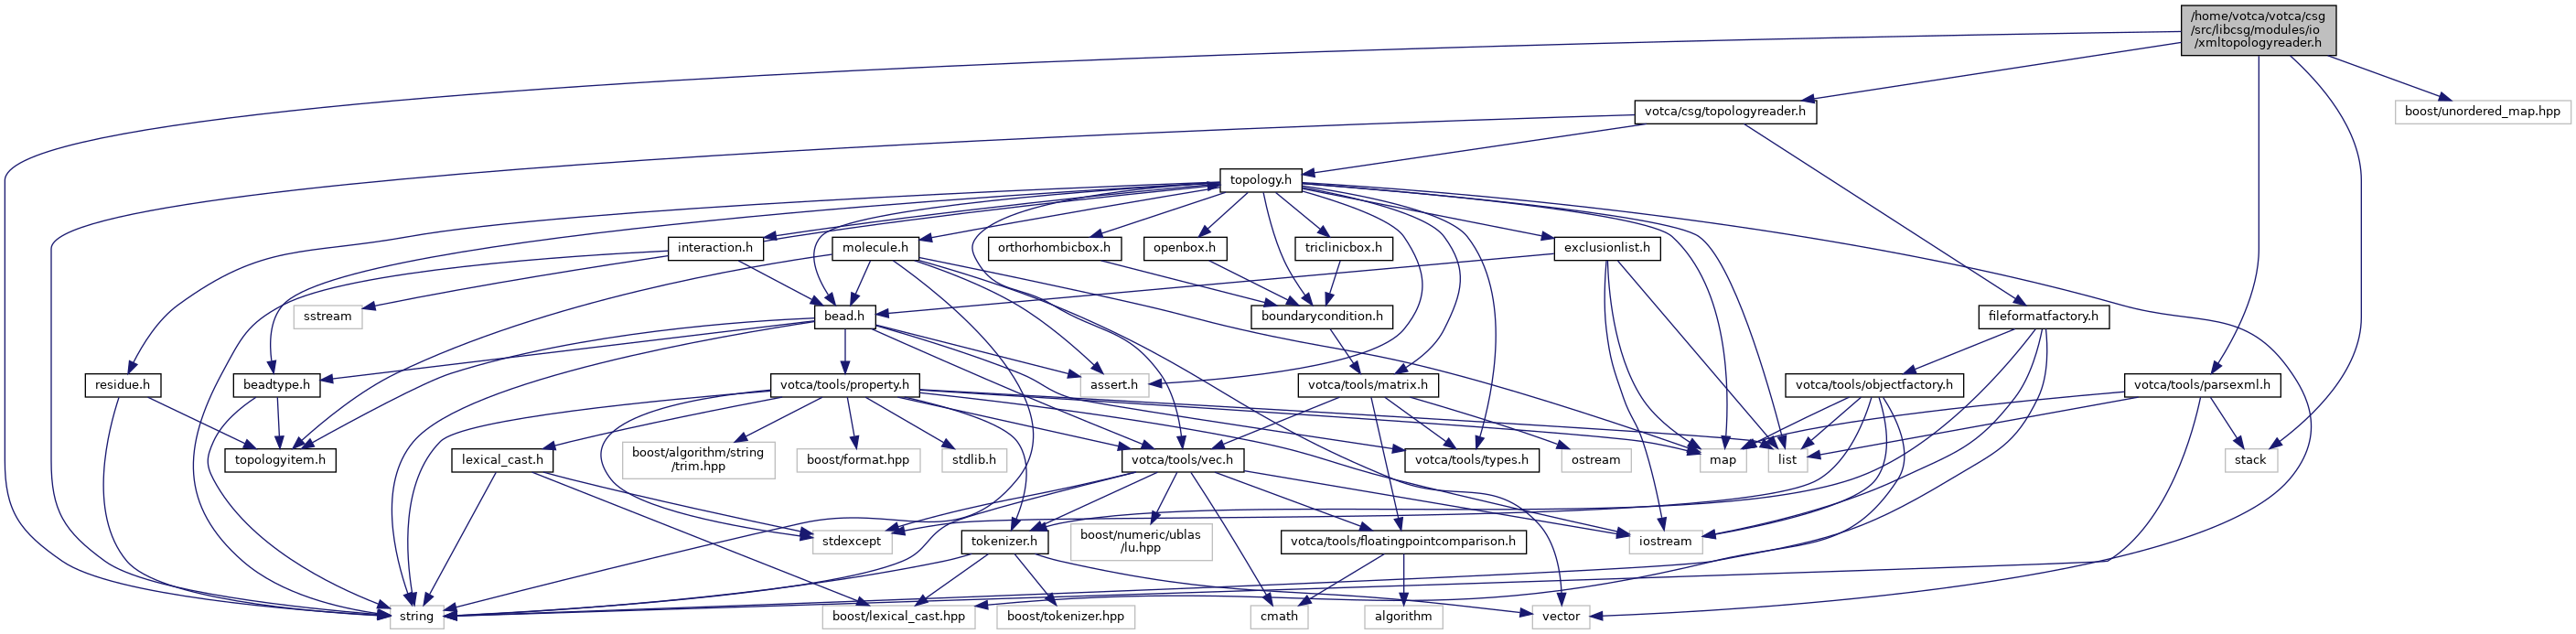 /home/votca/votca/csg
/src/libcsg/modules/io
/xmltopologyreader.h
votca/csg/topologyreader.h
boost/unordered_map.hpp
topology.h
interaction.h
molecule.h
orthorhombicbox.h
openbox.h
triclinicbox.h
exclusionlist.h
sstream
bead.h
boundarycondition.h
fileformatfactory.h
residue.h
beadtype.h
votca/tools/property.h
assert.h
votca/tools/matrix.h
votca/tools/objectfactory.h
votca/tools/parsexml.h
topologyitem.h
lexical_cast.h
boost/algorithm/string
/trim.hpp
boost/format.hpp
stdlib.h
votca/tools/vec.h
votca/tools/types.h
ostream
map
list
stack
stdexcept
tokenizer.h
boost/numeric/ublas
/lu.hpp
votca/tools/floatingpointcomparison.h
iostream
string
boost/lexical_cast.hpp
boost/tokenizer.hpp
cmath
algorithm
vector